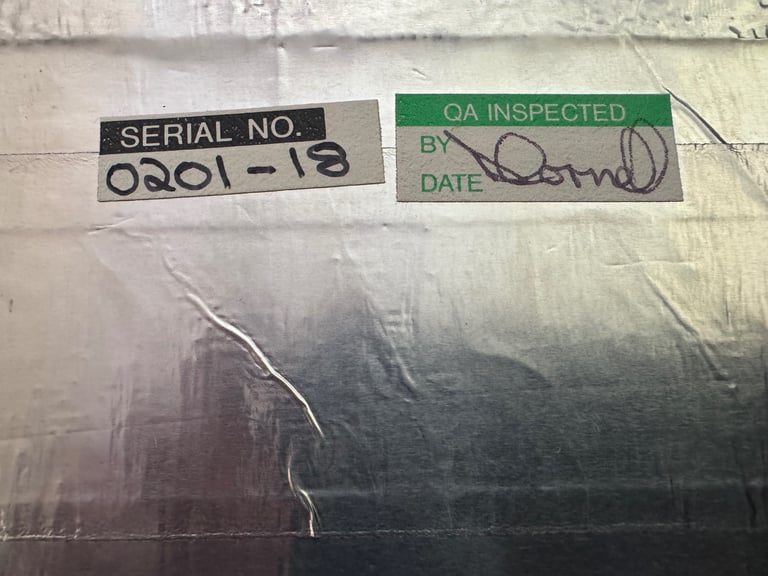 SERIAL NO.
0201-18
QA INSPECTED
BY
DATE